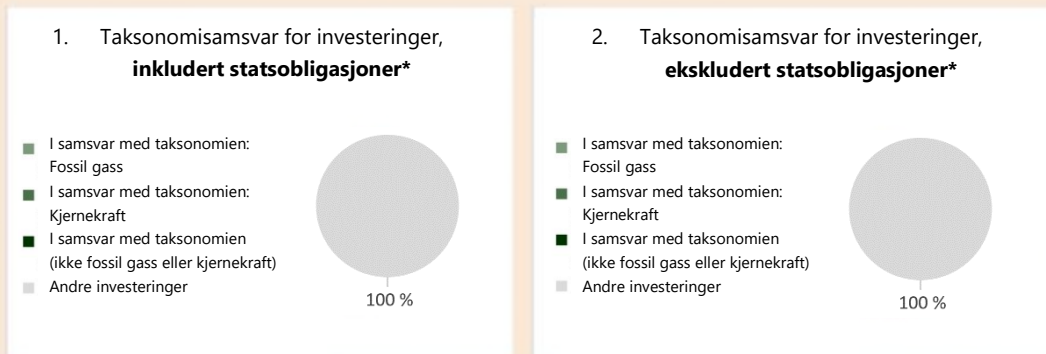 1. Taksonomisamsvar for investeringer,
inkludert statsobligasjoner*
I samsvar med taksonomien:
Fossil gass
I samsvar med taksonomien:
Kjernekraft
I samsvar med taksonomien
(ikke fossil gass eller kjernekraft)
Andre investeringer
100 %
2. Taksonomisamsvar for investeringer,
ekskludert statsobligasjoner*
I samsvar med taksonomien:
Fossil gass
I samsvar med taksonomien:
Kjernekraft
I samsvar med taksonomien
(ikke fossil gass eller kjernekraft)
Andre investeringer
100 %